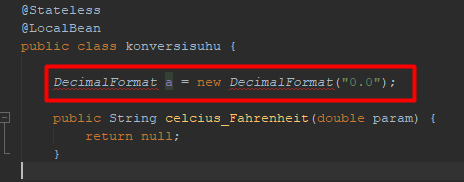 @Stateless
@LocalBean
public class konversisuhu {
DecimalFormat a = new DecimalFormat("0.0");
public String celcius_Fahrenheit(double param) {
return null;
}